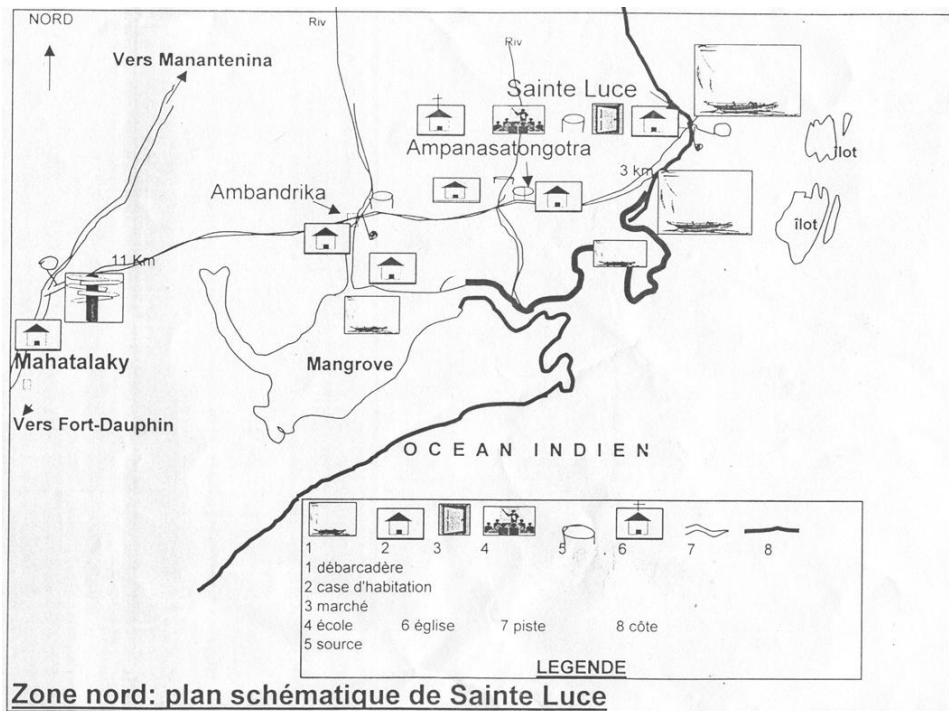 NORD
Riv
Riv
Vers Manantenina
Sainte Luce
Ampanasatongotra
îlot
3 km
Ambandrika
îlot
11 Km
Mahatalaky
Mangrove
Vers Fort-Dauphin
OCEAN INDIEN
1 2 3 4 5 6 7 8
1 débarcadère
2 case d'habitation
3 marché
4 école 6 église 7 piste 8 côte
5 source
LEGENDE
Zone nord: plan schématique de Sainte Luce